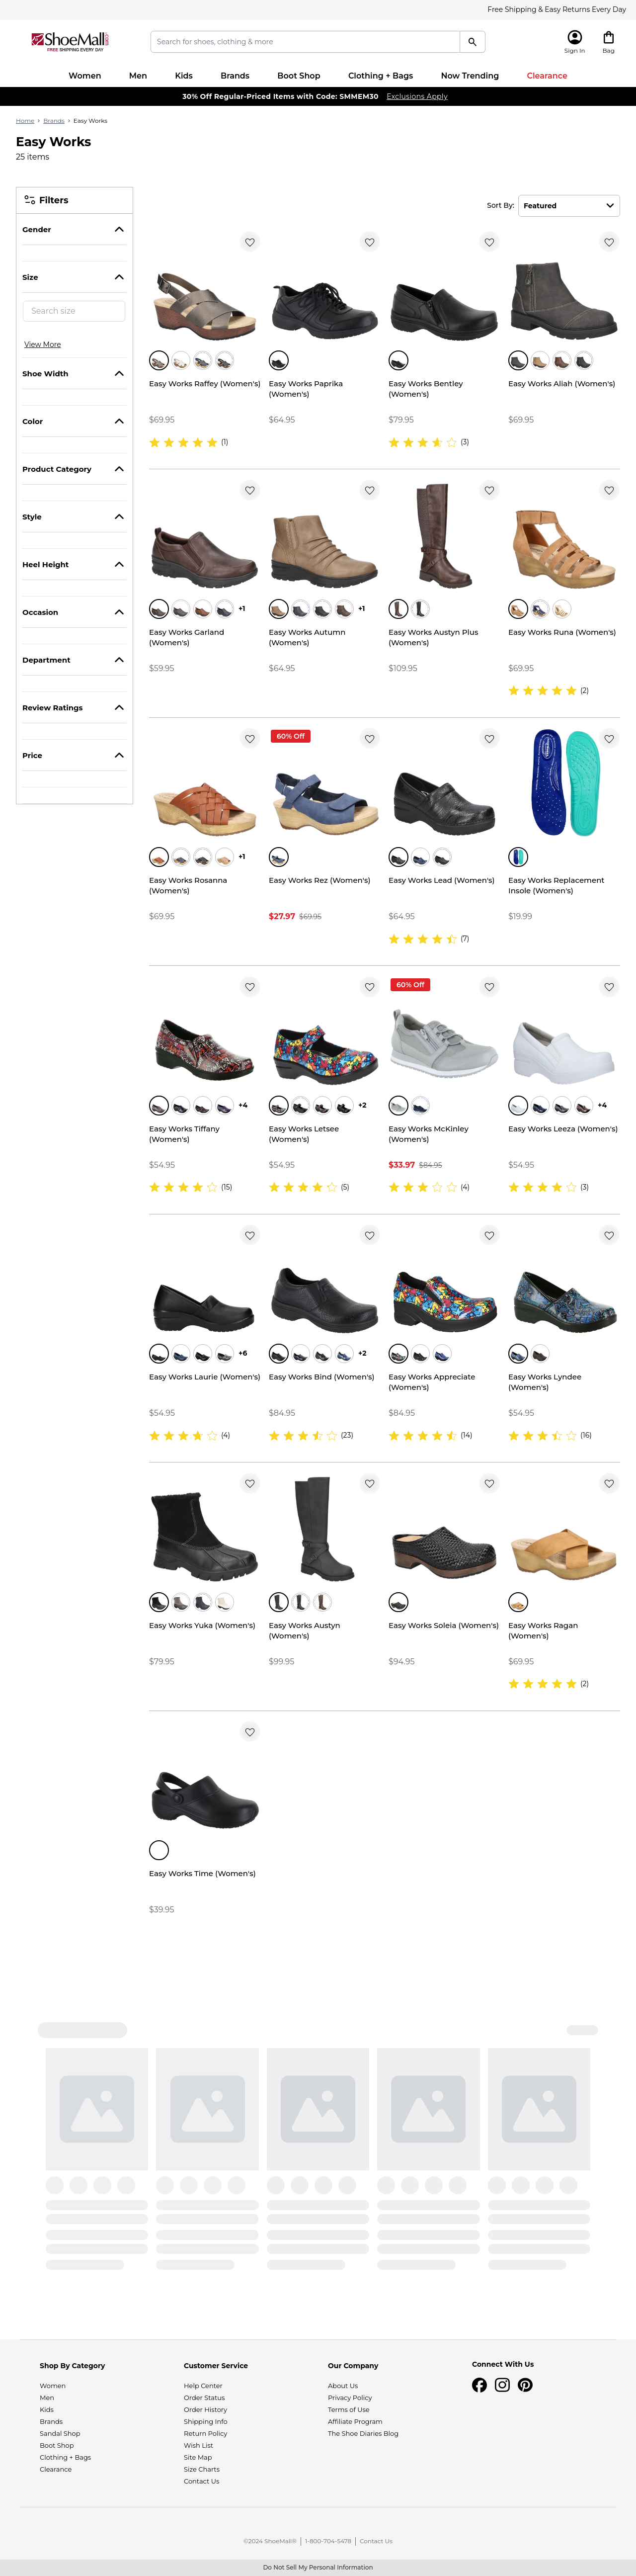 Free Shipping & Easy Returns Every Day
ShoeMall.com
FREE SHIPPING EVERY DAY
Search for shoes, clothing & more
Sign In
Bag
Women Men Kids Brands Boot Shop Clothing + Bags Now Trending Clearance
30% Off Regular-Priced Items with Code: SMMEM30 Exclusions Apply
Home > Brands > Easy Works
Easy Works
25 items
Filters
Gender
Size
Search size
View More
Shoe Width
Color
Product Category
Style
Heel Height
Occasion
Department
Review Ratings
Price
Sort By: Featured
Easy Works Raffey (Women's)
$69.95
(1)
Easy Works Paprika
(Women's)
$64.95
Easy Works Bentley
(Women's)
$79.95
(3)
Easy Works Aliah (Women's)
$69.95
+1
Easy Works Garland
(Women's)
$59.95
+1
Easy Works Autumn
(Women's)
$64.95
Easy Works Austyn Plus
(Women's)
$109.95
Easy Works Runa (Women's)
$69.95
(2)
+1
Easy Works Rosanna
(Women's)
$69.95
60% Off
Easy Works Rez (Women's)
$27.97 $69.95
Easy Works Lead (Women's)
$64.95
(7)
Easy Works Replacement
Insole (Women's)
$19.99
+4
Easy Works Tiffany
(Women's)
$54.95
(15)
+2
Easy Works Letsee
(Women's)
$54.95
(5)
60% Off
Easy Works McKinley
(Women's)
$33.97 $84.95
(4)
+4
Easy Works Leeza (Women's)
$54.95
(3)
+6
Easy Works Laurie (Women's)
$54.95
(4)
+2
Easy Works Bind (Women's)
$84.95
(23)
Easy Works Appreciate
(Women's)
$84.95
(14)
Easy Works Lyndee
(Women's)
$54.95
(16)
Easy Works Yuka (Women's)
$79.95
Easy Works Austyn
(Women's)
$99.95
Easy Works Soleia (Women's)
$94.95
Easy Works Ragan
(Women's)
$69.95
(2)
Easy Works Time (Women's)
$39.95
Shop By Category
Women
Men
Kids
Brands
Sandal Shop
Boot Shop
Clothing + Bags
Clearance
Customer Service
Help Center
Order Status
Order History
Shipping Info
Return Policy
Wish List
Site Map
Size Charts
Contact Us
Our Company
About Us
Privacy Policy
Terms of Use
Affiliate Program
The Shoe Diaries Blog
Connect With Us
©2024 ShoeMall® | 1-800-704-5478 | Contact Us
Do Not Sell My Personal Information